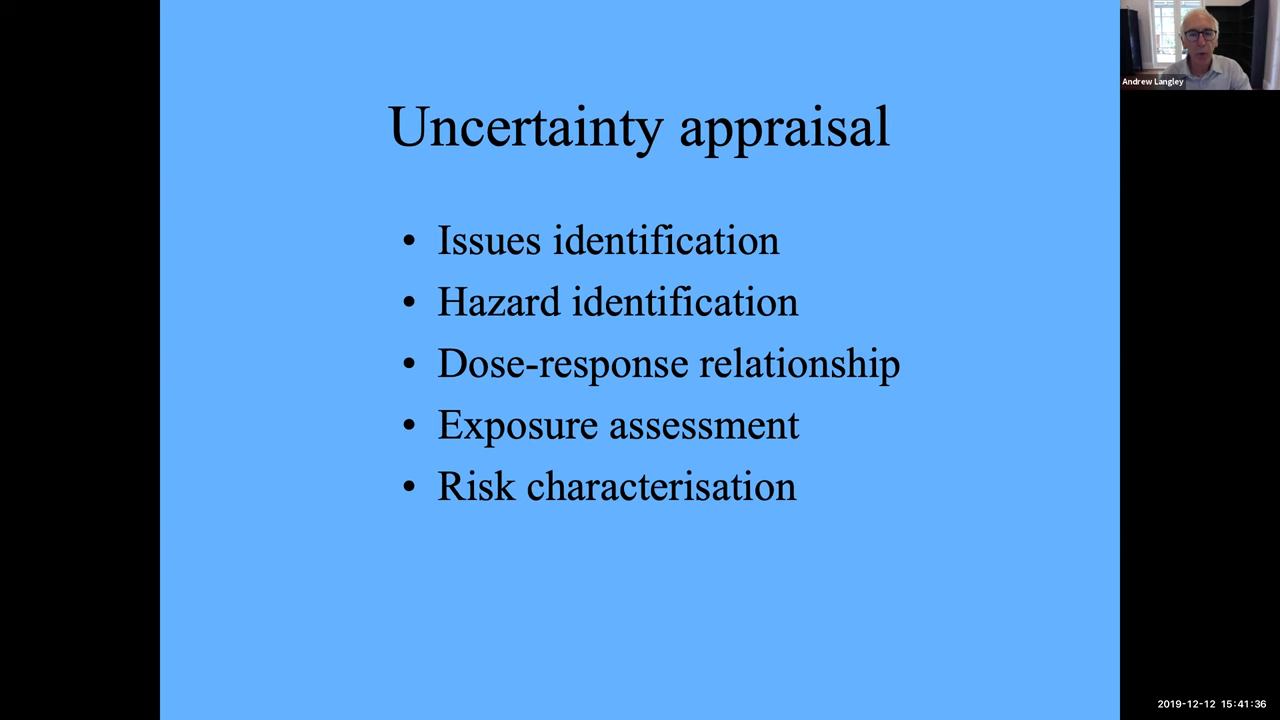 Uncertainty appraisal
• Issues identification
• Hazard identification
• Dose-response relationship
• Exposure assessment
• Risk characterisation
Andrew Langley
2019-12-12 15:41:36